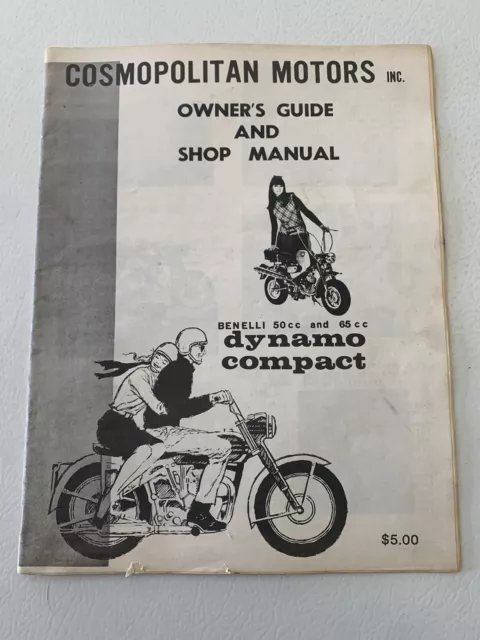 COSMOPOLITAN MOTORS INC.
OWNER'S GUIDE
AND
SHOP MANUAL
BENELLI 50cc and 65cc
dynamo
compact
$5.00